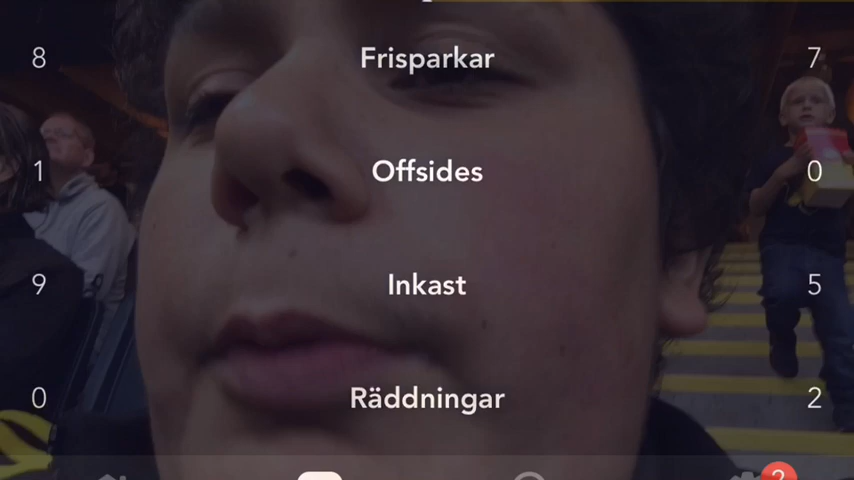 8 Frisparkar 7
1 Offsides 0
9 Inkast 5
0 Räddningar 2